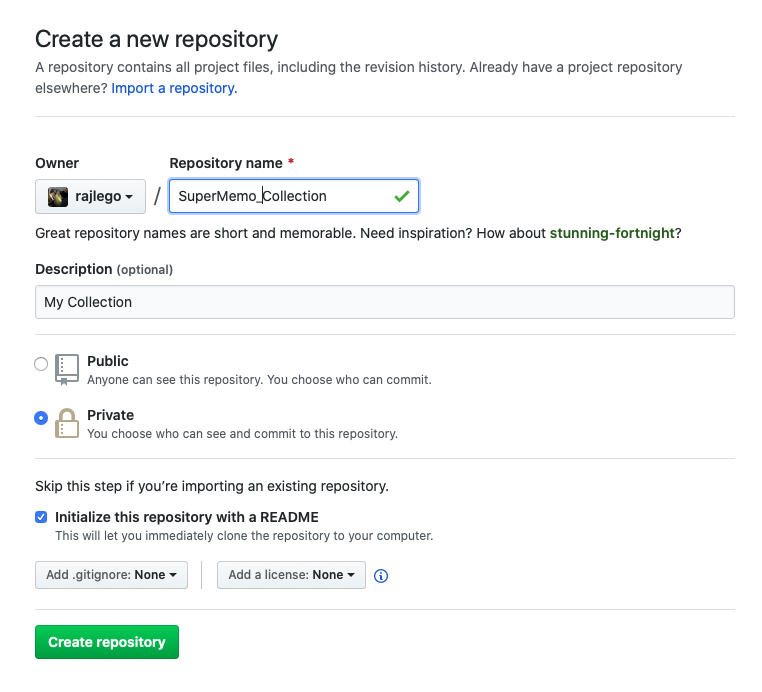 Create a new repository
A repository contains all project files, including the revision history. Already have a project repository
elsewhere? Import a repository.
Owner
Repository name *
rajlego
/
SuperMemo_Collection
Great repository names are short and memorable. Need inspiration? How about stunning-fortnight?
Description (optional)
My Collection
Public
Anyone can see this repository. You choose who can commit.
Private
You choose who can see and commit to this repository.
Skip this step if you’re importing an existing repository.
Initialize this repository with a README
This will let you immediately clone the repository to your computer.
Add .gitignore: None
Add a license: None
Create repository